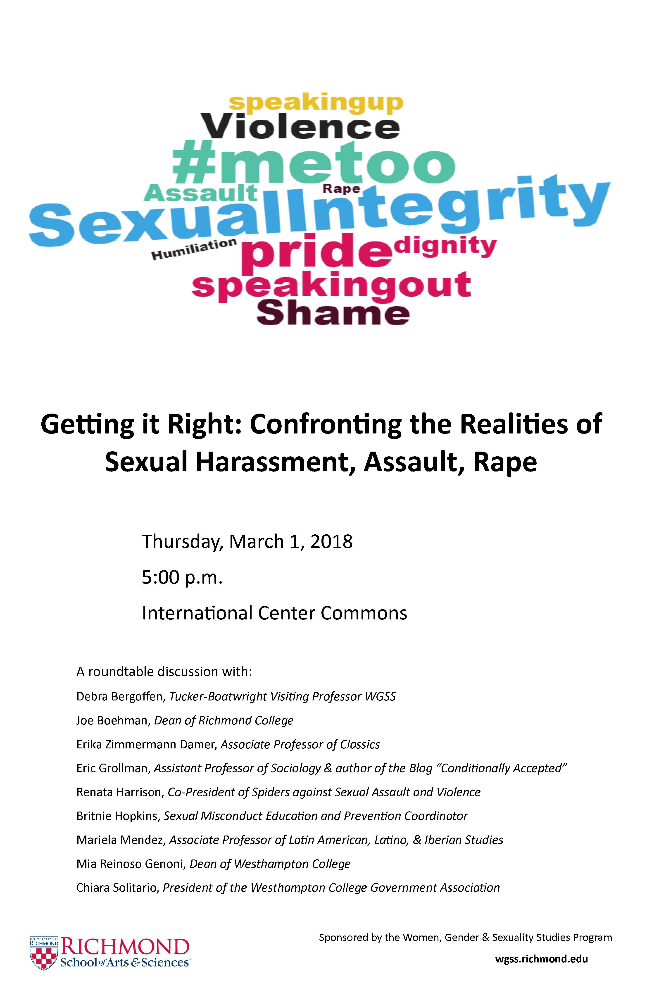 speakingup
Violence
#metoo
Assault
Rape
SexualIntegrity
Humiliation
pride
dignity
speakingout
Shame
Getting it Right: Confronting the Realities of
Sexual Harassment, Assault, Rape
Thursday, March 1, 2018
5:00 p.m.
International Center Commons
A roundtable discussion with:
Debra Bergoffen, Tucker-Boatwright Visiting Professor WGSS
Joe Boehman, Dean of Richmond College
Erika Zimmermann Damer, Associate Professor of Classics
Eric Grollman, Assistant Professor of Sociology & author of the Blog “Conditionally Accepted”
Renata Harrison, Co-President of Spiders against Sexual Assault and Violence
Britnie Hopkins, Sexual Misconduct Education and Prevention Coordinator
Mariela Mendez, Associate Professor of Latin American, Latino, & Iberian Studies
Mia Reinoso Genoni, Dean of Westhampton College
Chiara Solitario, President of the Westhampton College Government Association
UNIVERSITY OF
RICHMOND
RICHMOND
School of Arts & Sciences™
Sponsored by the Women, Gender & Sexuality Studies Program
wgss.richmond.edu